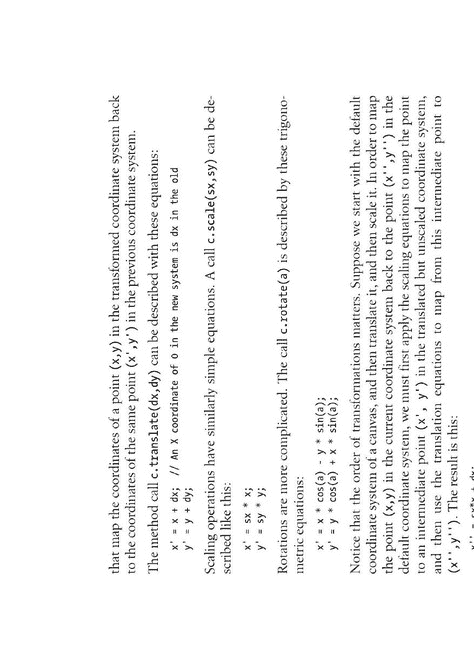 that map the coordinates of a point (x,y) in the transformed coordinate system back
to the coordinates of the same point (x',y') in the previous coordinate system.
The method call c.translate(dx,dy) can be described with these equations:
x' = x + dx; // An X coordinate of 0 in the new system is dx in the old
y' = y + dy;
Scaling operations have similarly simple equations. A call c.scale(sx,sy) can be de-
scribed like this:
x' = sx * x;
y' = sy * y;
Rotations are more complicated. The call c.rotate(a) is described by these trigono-
metric equations:
x' = x * cos(a) - y * sin(a);
y' = y * cos(a) + x * sin(a);
Notice that the order of transformations matters. Suppose we start with the default
coordinate system of a canvas, and then translate it, and then scale it. In order to map
the point (x,y) in the current coordinate system back to the point (x'',y'') in the
default coordinate system, we must first apply the scaling equations to map the point
to an intermediate point (x', y') in the translated but unscaled coordinate system,
and then use the translation equations to map from this intermediate point to
(x'',y''). The result is this: